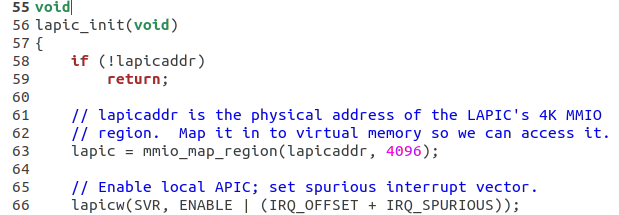 55 void
56 lapic_init(void)
57 {
58     if (!lapicaddr)
59         return;
60
61     // lapicaddr is the physical address of the LAPIC's 4K MMIO
62     // region.  Map it in to virtual memory so we can access it.
63     lapic = mmio_map_region(lapicaddr, 4096);
64
65     // Enable local APIC; set spurious interrupt vector.
66     lapicw(SVR, ENABLE | (IRQ_OFFSET + IRQ_SPURIOUS));